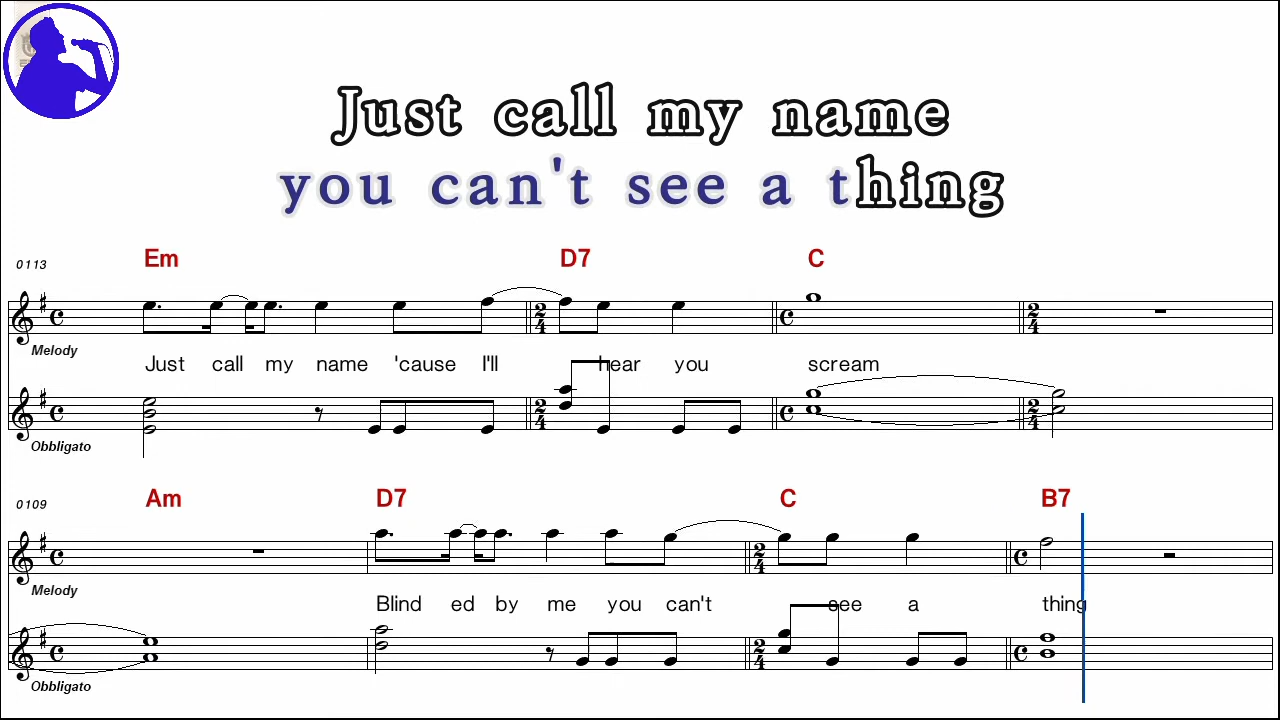 Just call my name
you can't see a thing
0113 Em D7 C
Melody
Just call my name 'cause I'll hear you scream
Obbligato
0109 Am D7 C B7
Melody
Blind ed by me you can't see a thing
Obbligato